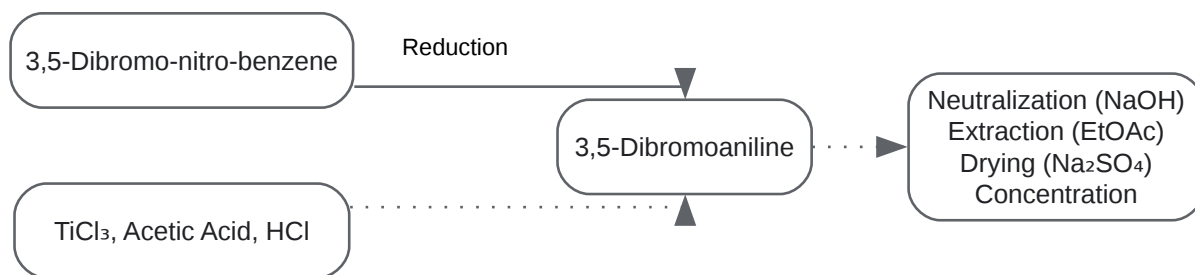 3,5-Dibromo-nitro-benzene
Reduction
3,5-Dibromoaniline
TiCl₃, Acetic Acid, HCl
Neutralization (NaOH)
Extraction (EtOAc)
Drying (Na₂SO₄)
Concentration